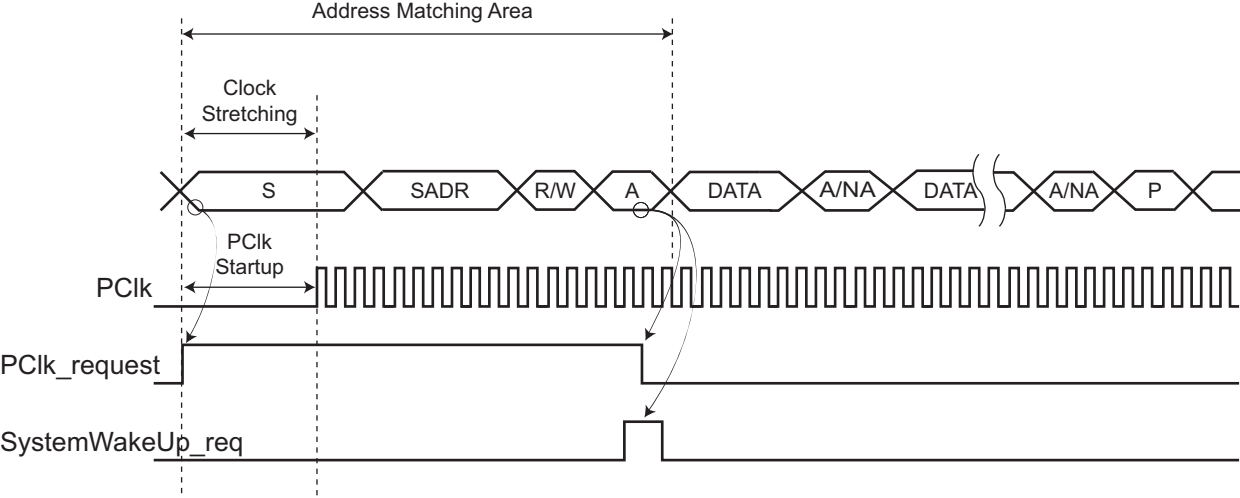 Address Matching Area
Clock
Stretching
S
SADR
R/W
A
DATA
A/NA
DATA
A/NA
P
PClk
Startup
PClk
PClk_request
SystemWakeUp_req